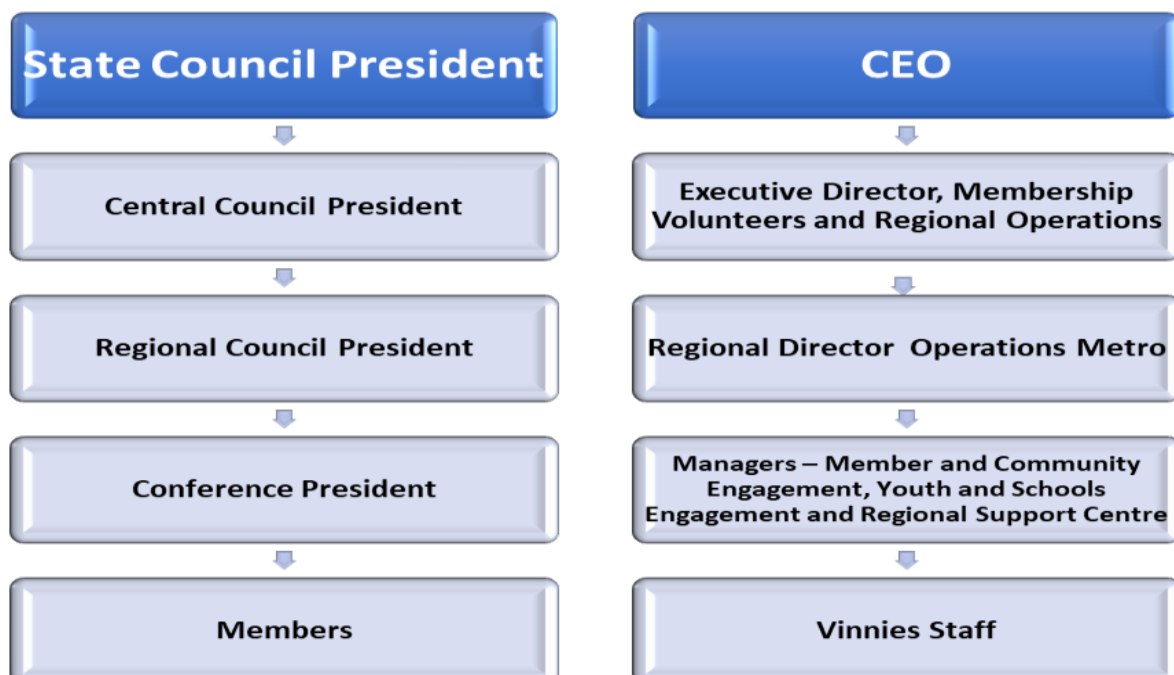 State Council President
Central Council President
Regional Council President
Conference President
Members
CEO
Executive Director, Membership
Volunteers and Regional Operations
Regional Director Operations Metro
Managers – Member and Community
Engagement, Youth and Schools
Engagement and Regional Support Centre
Vinnies Staff